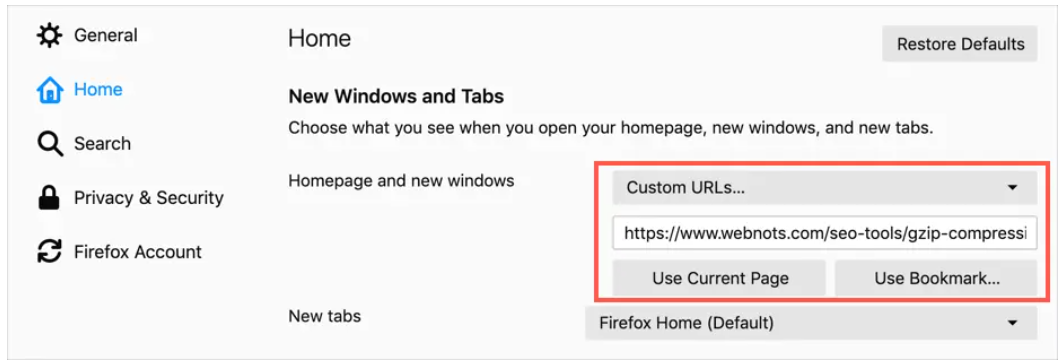 General
Home
Search
Privacy & Security
Firefox Account
Home
Restore Defaults
New Windows and Tabs
Choose what you see when you open your homepage, new windows, and new tabs.
Homepage and new windows
Custom URLs...
https://www.webnots.com/seo-tools/gzip-compressi
Use Current Page
Use Bookmark...
New tabs
Firefox Home (Default)